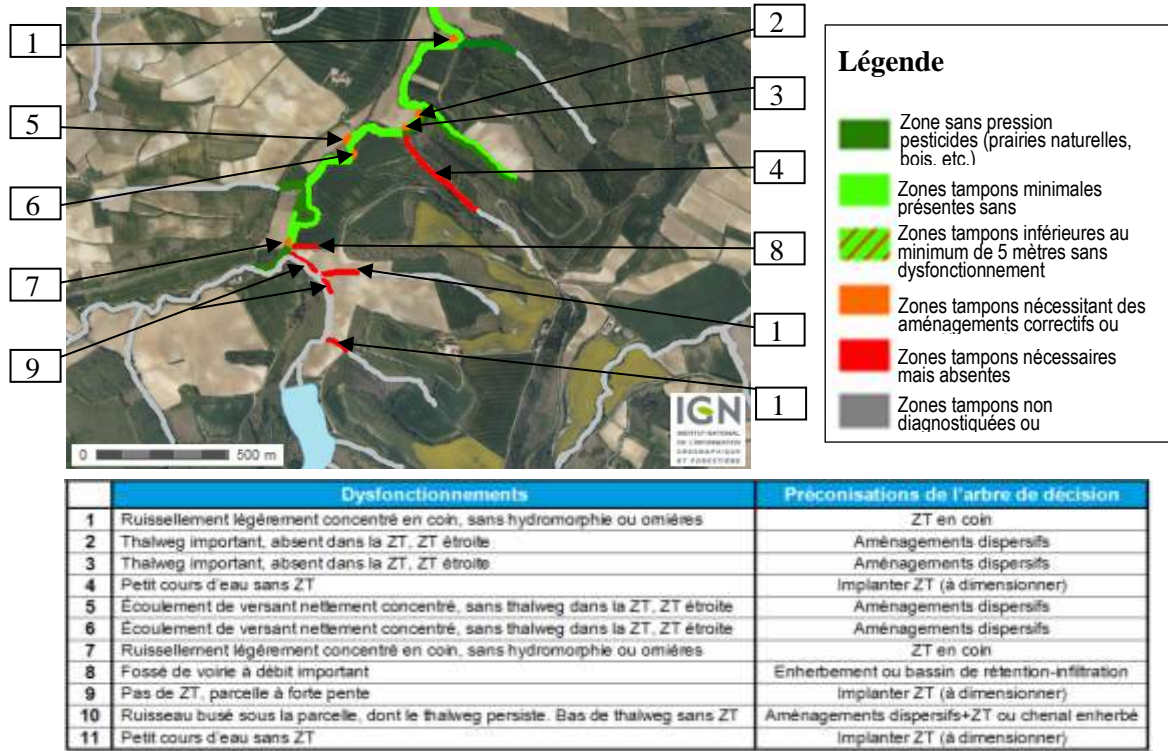 1
2
3
5
4
6
7
8
9
1
1
0 500 m
IGN
INSTITUT NATIONAL
DE L'INFORMATION
GÉOGRAPHIQUE
ET FORESTIÈRE
Légende
Zone sans pression
pesticides (prairies naturelles,
bois, etc.)
Zones tampons minimales
présentes sans
Zones tampons inférieures au
minimum de 5 mètres sans
dysfonctionnement
Zones tampons nécessitant des
aménagements correctifs ou
Zones tampons nécessaires
mais absentes
Zones tampons non
diagnostiquées ou
Dysfonctionnements Préconisations de l'arbre de décision
1 Ruissellement légèrement concentré en coin, sans hydromorphie ou ornières ZT en coin
2 Thalweg important, absent dans la ZT, ZT étroite Aménagements dispersifs
3 Thalweg important, absent dans la ZT, ZT étroite Aménagements dispersifs
4 Petit cours d'eau sans ZT Implanter ZT (à dimensionner)
5 Écoulement de versant nettement concentré, sans thalweg dans la ZT, ZT étroite Aménagements dispersifs
6 Écoulement de versant nettement concentré, sans thalweg dans la ZT, ZT étroite Aménagements dispersifs
7 Ruissellement légèrement concentré en coin, sans hydromorphie ou ornières ZT en coin
8 Fossé de voirie à débit important Enherbement ou bassin de rétention-infiltration
9 Pas de ZT, parcelle à forte pente Implanter ZT (à dimensionner)
10 Ruisseau busé sous la parcelle, dont le thalweg persiste. Bas de thalweg sans ZT Aménagements dispersifs+ZT ou chenal enherbé
11 Petit cours d'eau sans ZT Implanter ZT (à dimensionner)